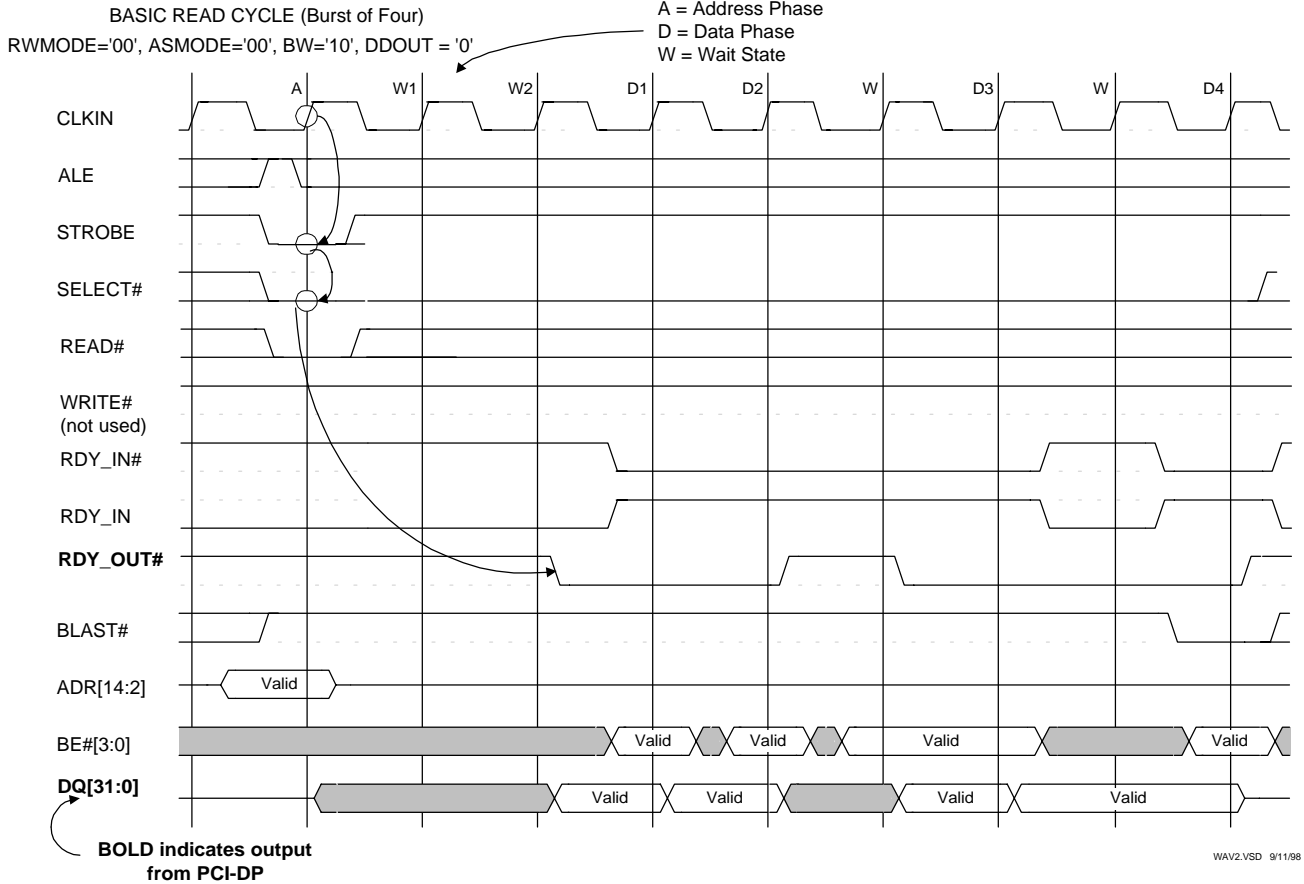 BASIC READ CYCLE (Burst of Four)
RWMODE='00', ASMODE='00', BW='10', DDOUT = '0'
A = Address Phase
D = Data Phase
W = Wait State
A W1 W2 D1 D2 W D3 W D4
CLKIN
ALE
STROBE
SELECT#
READ#
WRITE#
(not used)
RDY_IN#
RDY_IN
RDY_OUT#
BLAST#
ADR[14:2] Valid
BE#[3:0] Valid Valid Valid Valid
DQ[31:0] Valid Valid Valid Valid
BOLD indicates output
from PCI-DP
WAV2.VSD 9/11/98